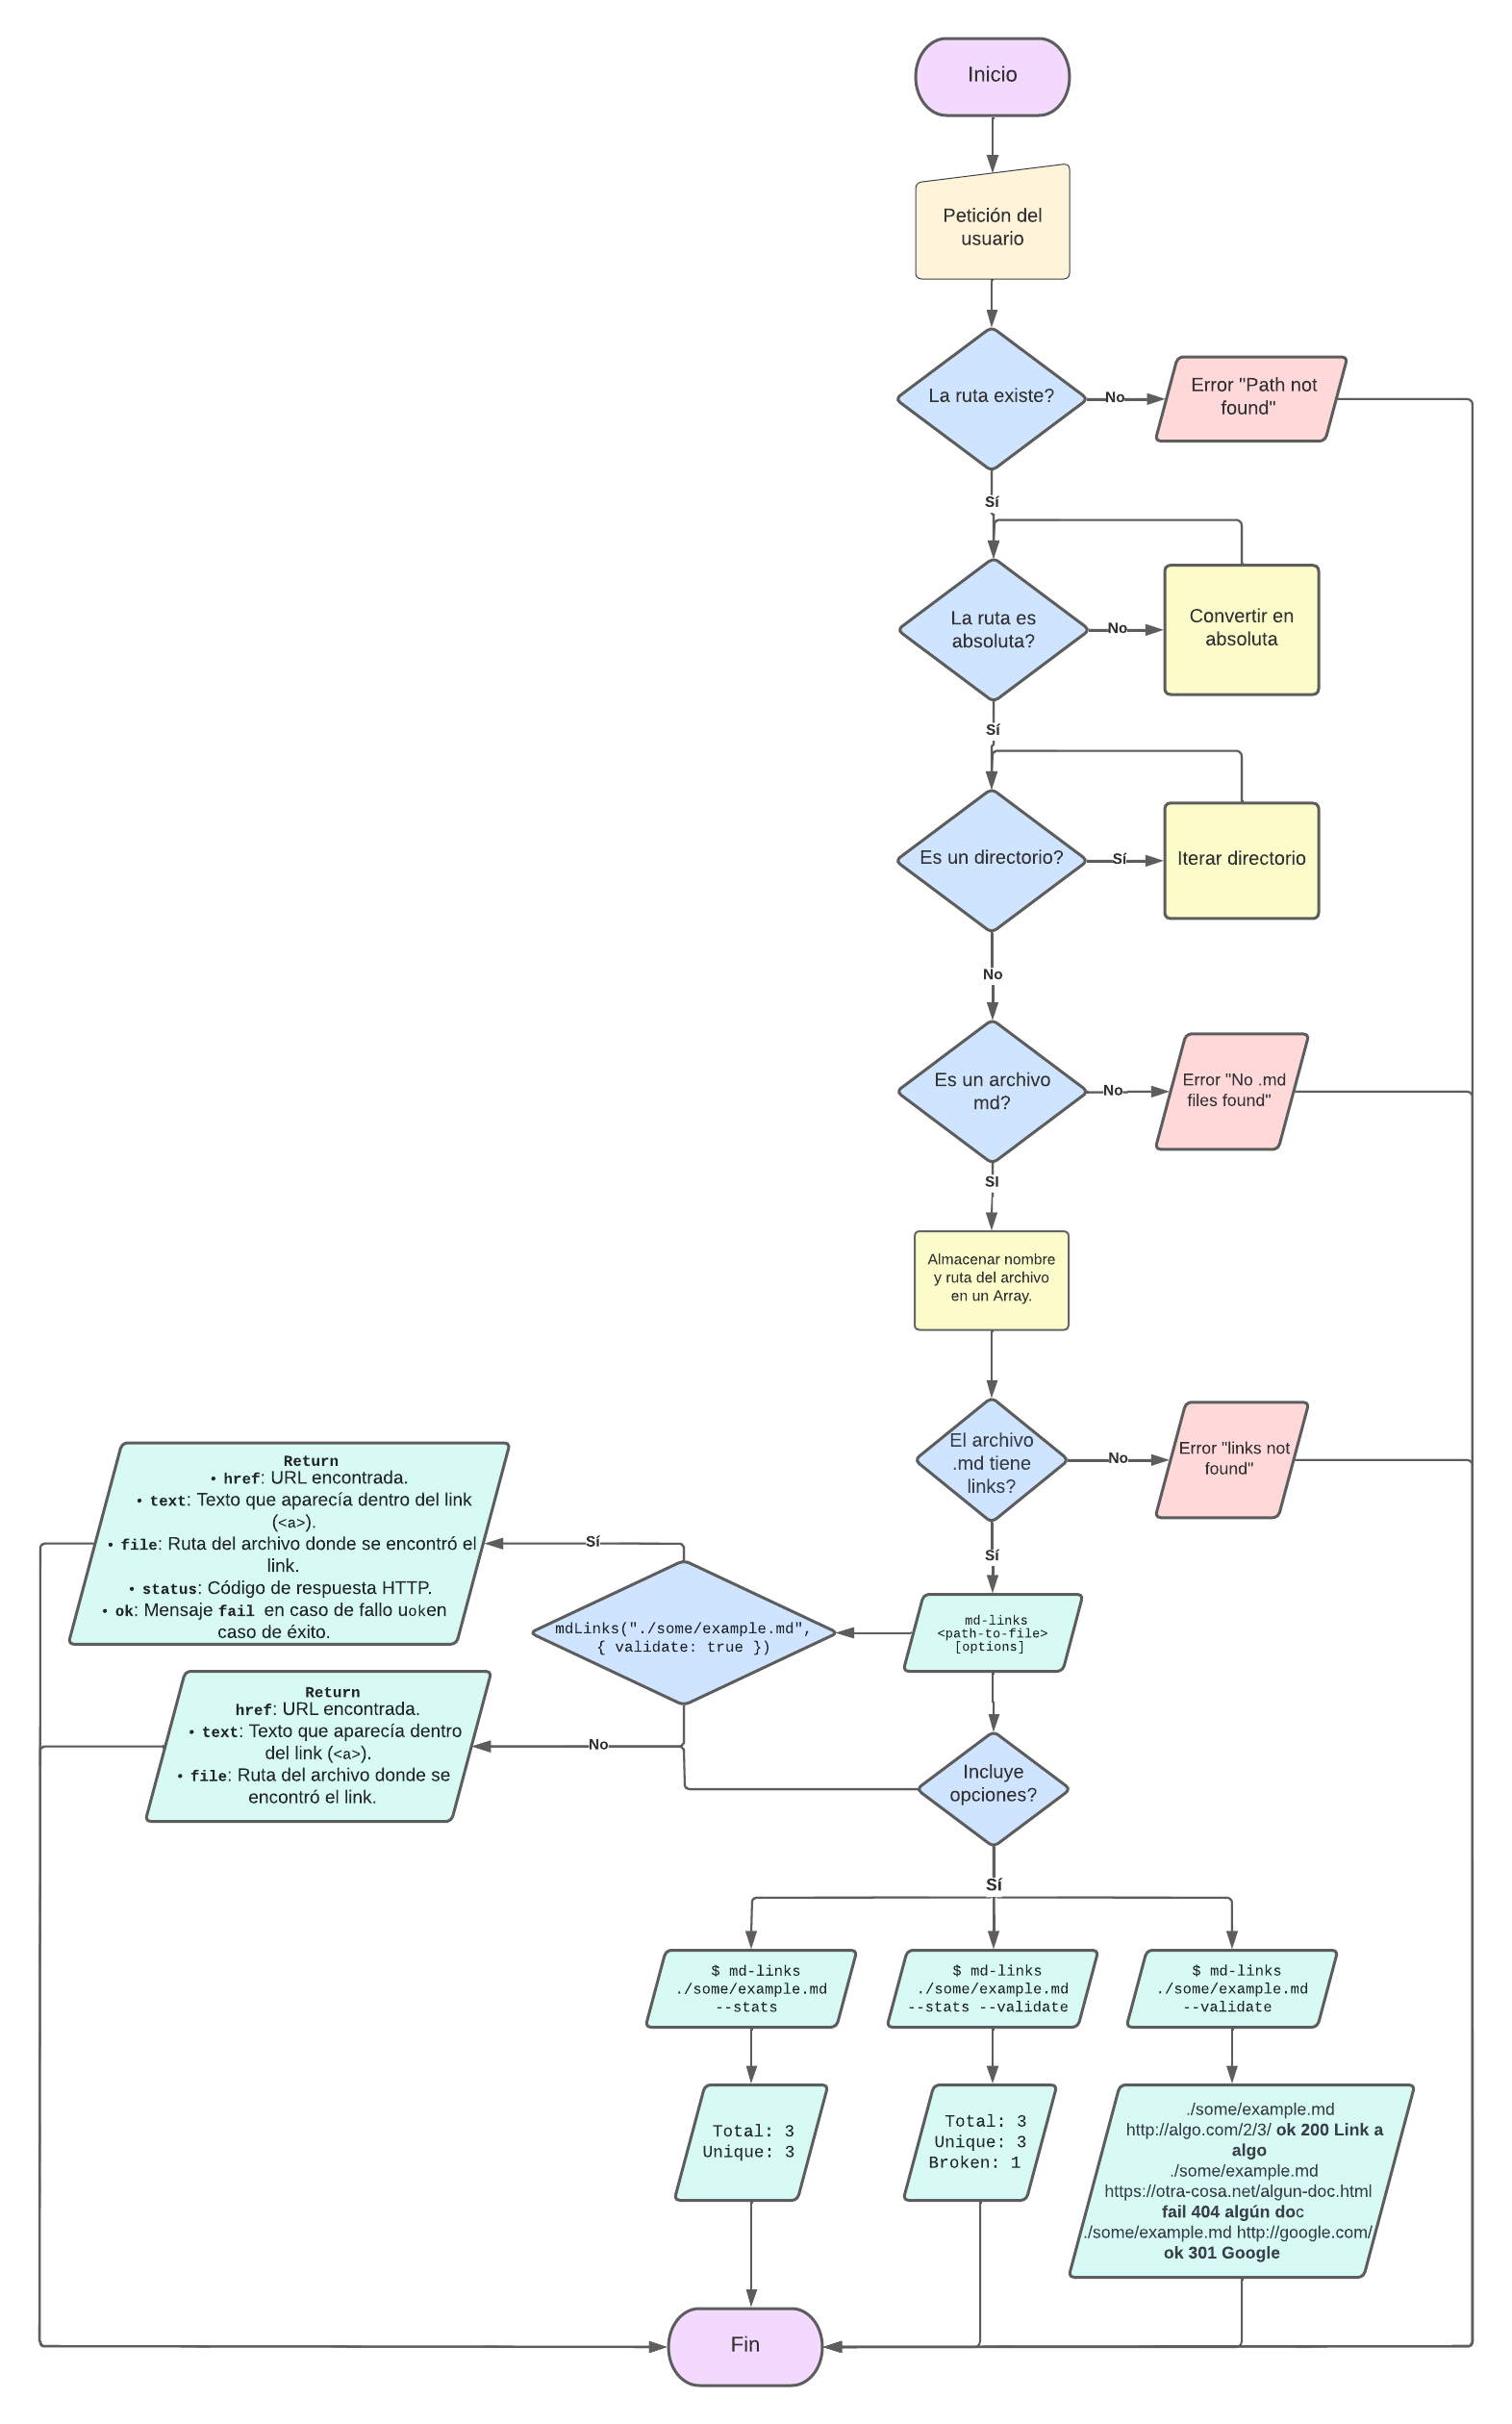 Inicio
Petición del
usuario
La ruta existe?
No
Error "Path not
found"
Sí
La ruta es
absoluta?
No
Convertir en
absoluta
Sí
Es un directorio?
Sí
Iterar directorio
No
Es un archivo
md?
No
Error "No .md
files found"
SI
Almacenar nombre
y ruta del archivo
en un Array.
El archivo
.md tiene
links?
No
Error "links not
found"
Sí
md-links
<path-to-file>
[options]
mdLinks("./some/example.md",
{ validate: true })
Sí
Return
• href: URL encontrada.
• text: Texto que aparecía dentro del link
(<a>).
• file: Ruta del archivo donde se encontró el
link.
• status: Código de respuesta HTTP.
• ok: Mensaje fail en caso de fallo uoken
caso de éxito.
No
Return
href: URL encontrada.
• text: Texto que aparecía dentro
del link (<a>).
• file: Ruta del archivo donde se
encontró el link.
Incluye
opciones?
Sí
$ md-links
./some/example.md
--stats
$ md-links
./some/example.md
--stats --validate
$ md-links
./some/example.md
--validate
Total: 3
Unique: 3
Total: 3
Unique: 3
Broken: 1
./some/example.md
http://algo.com/2/3/ ok 200 Link a
algo
./some/example.md
https://otra-cosa.net/algun-doc.html
fail 404 algún doc
./some/example.md http://google.com/
ok 301 Google
Fin